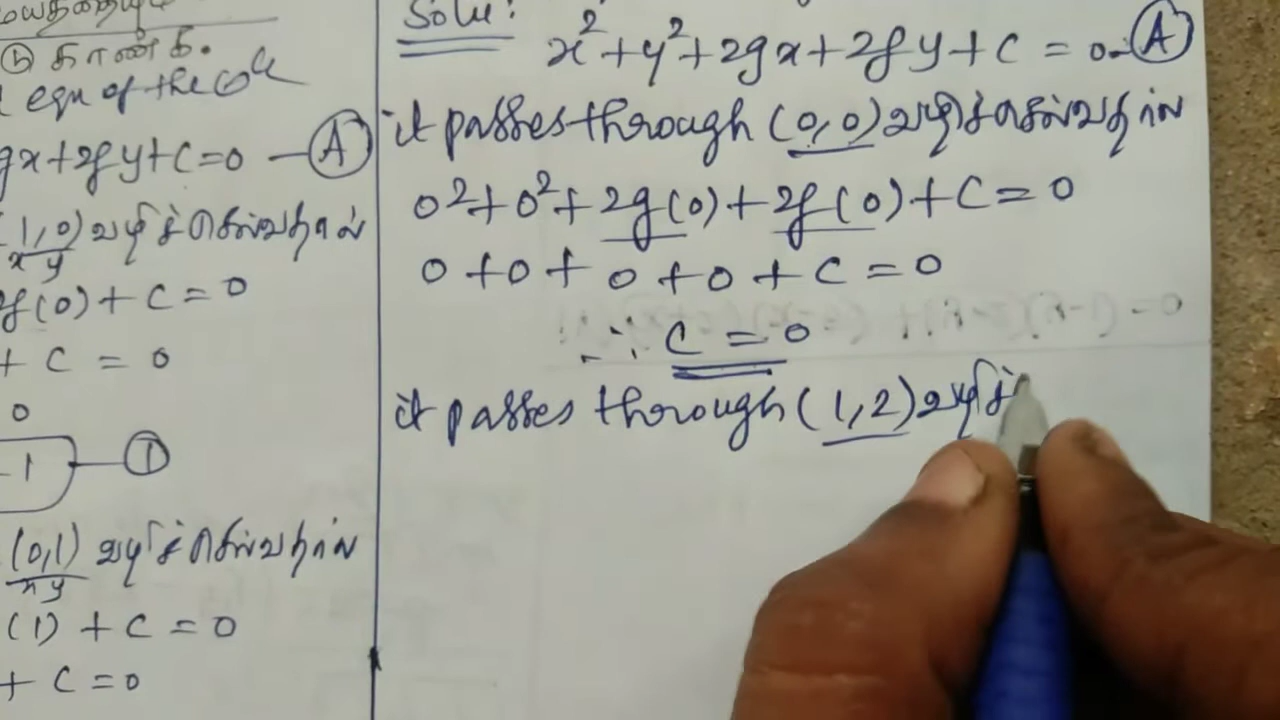 ⓑ காண்க.
eqn of the
gx+2fy+C=0 —Ⓐ
(1,0) வழிச் செல்வதால்
x y
f(0) + C = 0
+ C = 0
0
-1 —①
(0,1) வழிச் செல்வதால்
x y
(1) + C = 0
+ C = 0
Solu:
x²+y²+2gx+2fy+C = 0 -Ⓐ
it passes through (0,0) வழிச் செல்வதால்
0²+0²+2g(0)+2f(0)+C=0
0+0+0+0+C=0
∴ C = 0
it passes through (1,2) வழிச்